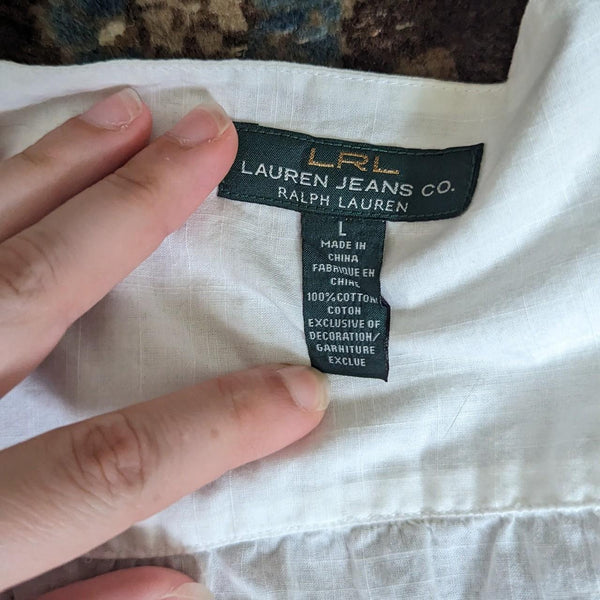 LRL
LAUREN JEANS CO.
RALPH LAUREN
L
MADE IN
CHINA
FABRIQUE EN
CHINE
100% COTTON
COTON
EXCLUSIVE OF
DECORATION/
GARNITURE
EXCLUE